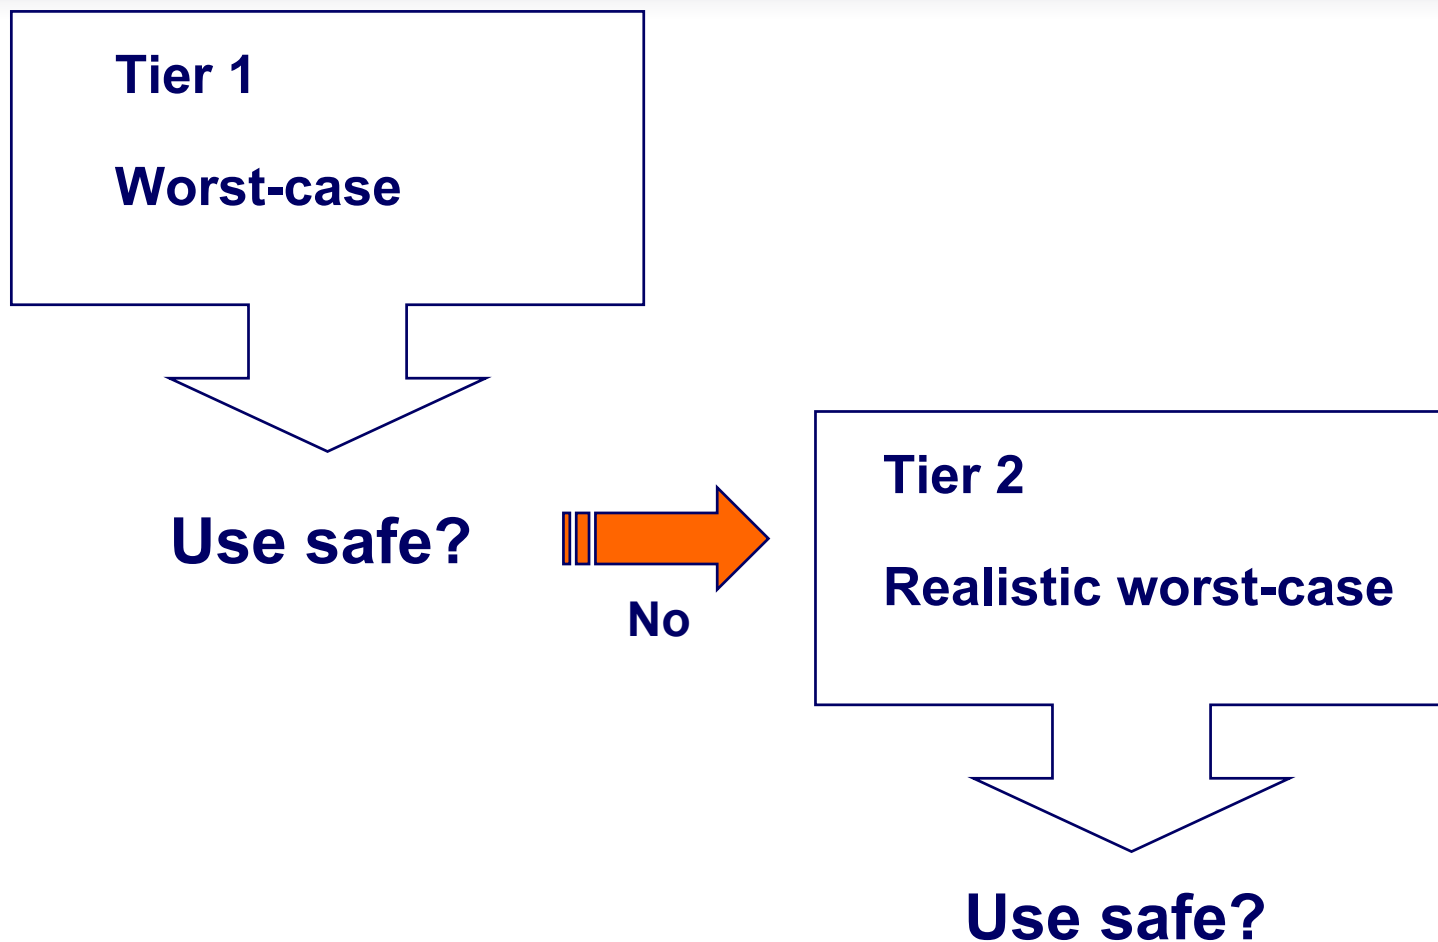 Tier 1
Worst-case
Use safe?
No
Tier 2
Realistic worst-case
Use safe?